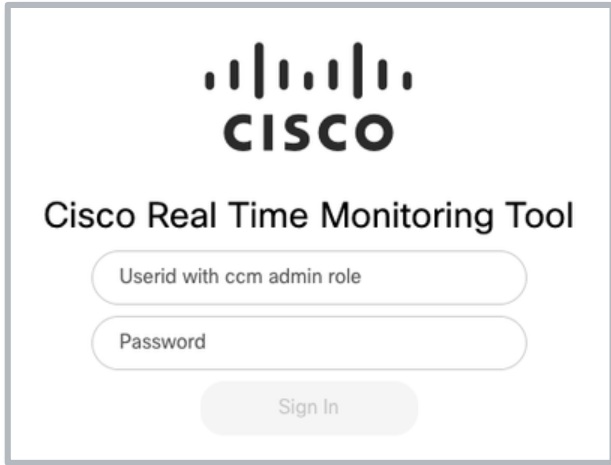 CISCO
Cisco Real Time Monitoring Tool
Userid with ccm admin role
Password
Sign In